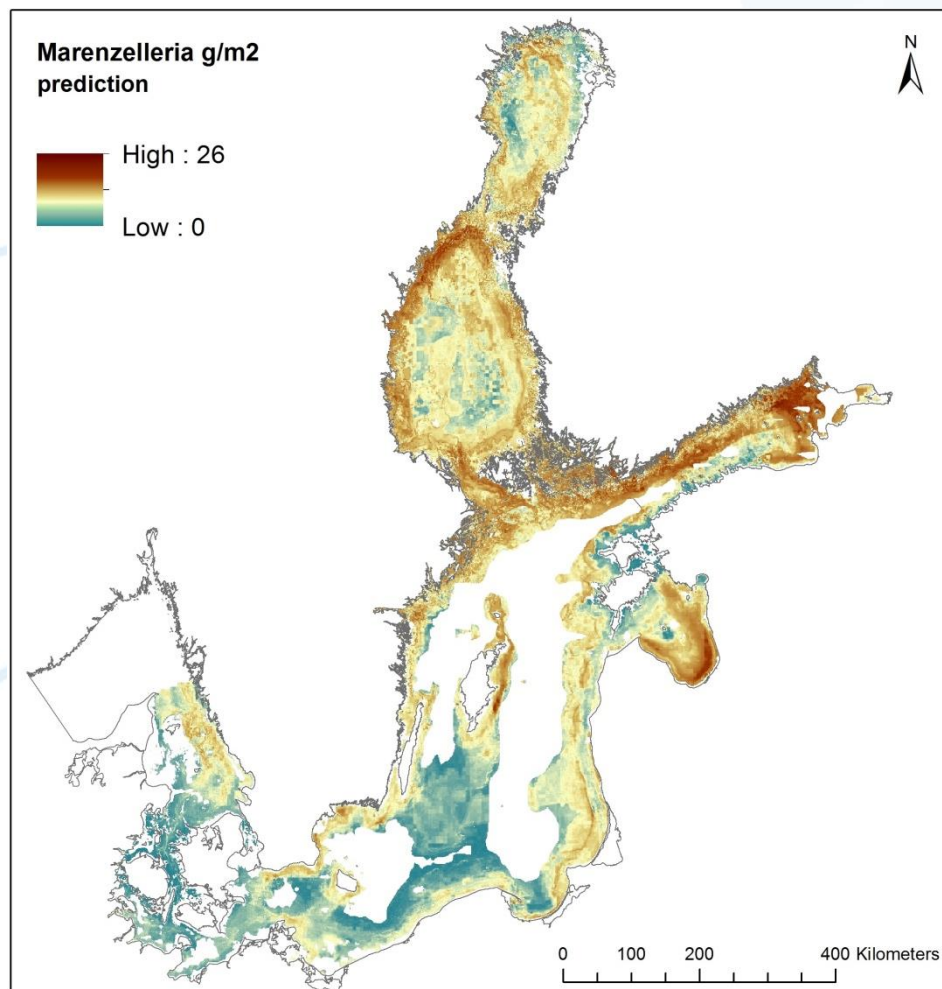 Marenzelleria g/m2
prediction
High : 26
Low : 0
N
0 100 200 400 Kilometers